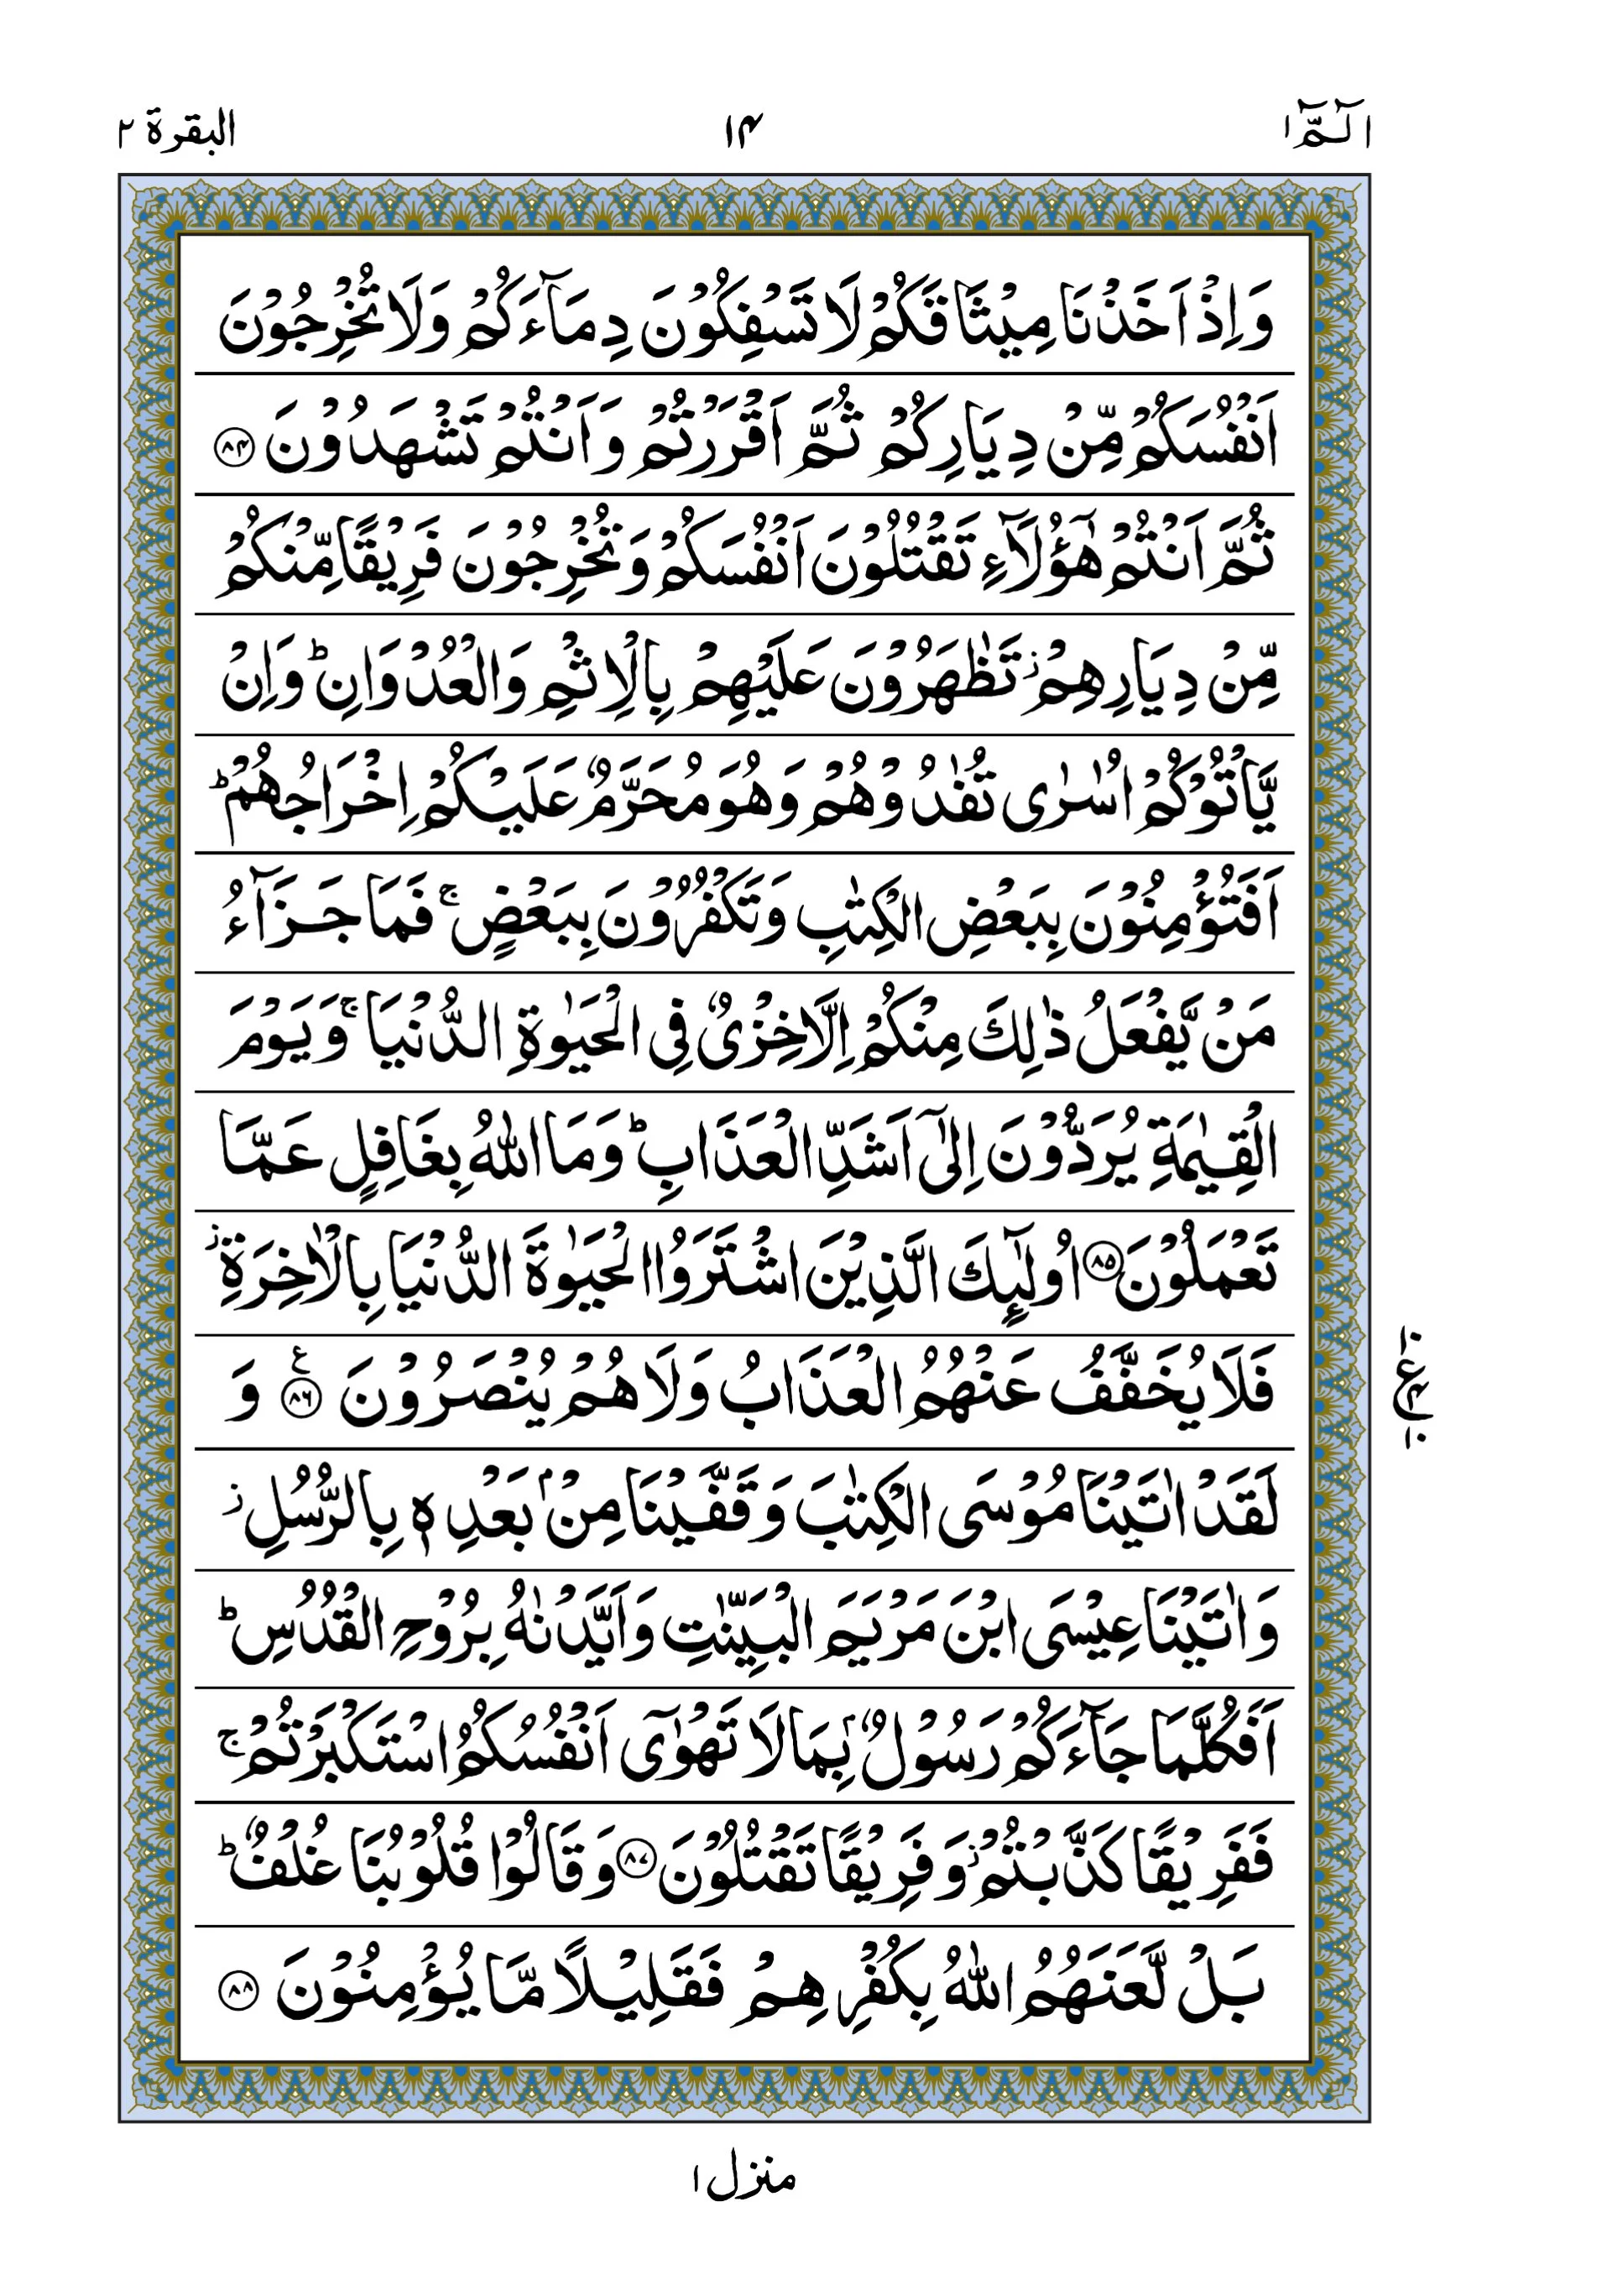 الٓمّٓ ١
١٤
البقرة ٢
وَاِذْ اَخَذْنَا مِيْثَاقَكُمْ لَا تَسْفِكُوْنَ دِمَآءَكُمْ وَلَا تُخْرِجُوْنَ
اَنْفُسَكُمْ مِّنْ دِيَارِكُمْ ثُمَّ اَقْرَرْتُمْ وَاَنْتُمْ تَشْهَدُوْنَ ﴿۸۴﴾
ثُمَّ اَنْتُمْ هٰٓؤُلَآءِ تَقْتُلُوْنَ اَنْفُسَكُمْ وَتُخْرِجُوْنَ فَرِيْقًا مِّنْكُمْ
مِّنْ دِيَارِهِمْ ز تَظٰهَرُوْنَ عَلَيْهِمْ بِالْاِثْمِ وَالْعُدْوَانِ ؕ وَاِنْ
يَّاْتُوْكُمْ اُسٰرٰى تُفٰدُوْهُمْ وَهُوَ مُحَرَّمٌ عَلَيْكُمْ اِخْرَاجُهُمْ ؕ
اَفَتُؤْمِنُوْنَ بِبَعْضِ الْكِتٰبِ وَتَكْفُرُوْنَ بِبَعْضٍ ۚ فَمَا جَزَآءُ
مَنْ يَّفْعَلُ ذٰلِكَ مِنْكُمْ اِلَّا خِزْىٌ فِى الْحَيٰوةِ الدُّنْيَا ۚ وَيَوْمَ
الْقِيٰمَةِ يُرَدُّوْنَ اِلٰٓى اَشَدِّ الْعَذَابِ ؕ وَمَا اللّٰهُ بِغَافِلٍ عَمَّا
تَعْمَلُوْنَ ﴿۸۵﴾ اُولٰٓئِكَ الَّذِيْنَ اشْتَرَوُا الْحَيٰوةَ الدُّنْيَا بِالْاٰخِرَةِ ز
فَلَا يُخَفَّفُ عَنْهُمُ الْعَذَابُ وَلَا هُمْ يُنْصَرُوْنَ ﴿۸۶﴾ ع وَ
لَقَدْ اٰتَيْنَا مُوْسَى الْكِتٰبَ وَقَفَّيْنَا مِنْۢ بَعْدِهٖ بِالرُّسُلِ ز
وَاٰتَيْنَا عِيْسَى ابْنَ مَرْيَمَ الْبَيِّنٰتِ وَاَيَّدْنٰهُ بِرُوْحِ الْقُدُسِ ؕ
اَفَكُلَّمَا جَآءَكُمْ رَسُوْلٌۢ بِمَا لَا تَهْوٰٓى اَنْفُسُكُمُ اسْتَكْبَرْتُمْ ۚ
فَفَرِيْقًا كَذَّبْتُمْ ز وَفَرِيْقًا تَقْتُلُوْنَ ﴿۸۷﴾ وَقَالُوْا قُلُوْبُنَا غُلْفٌ ؕ
بَلْ لَّعَنَهُمُ اللّٰهُ بِكُفْرِهِمْ فَقَلِيْلًا مَّا يُؤْمِنُوْنَ ﴿۸۸﴾
منزل ١